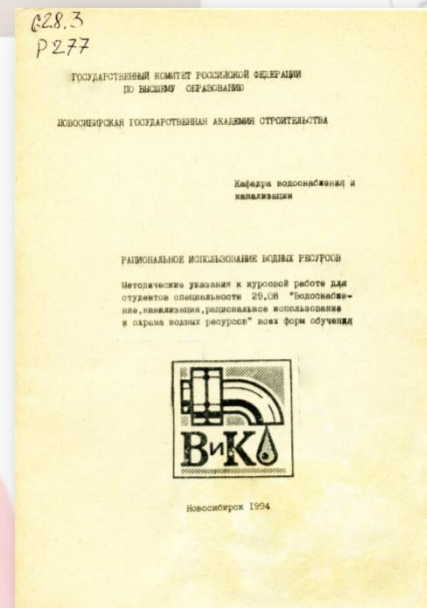 628.3
Р277
ГОСУДАРСТВЕННЫЙ КОМИТЕТ РОССИЙСКОЙ ФЕДЕРАЦИИ
ПО ВЫСШЕМУ ОБРАЗОВАНИЮ
НОВОСИБИРСКАЯ ГОСУДАРСТВЕННАЯ АКАДЕМИЯ СТРОИТЕЛЬСТВА
Кафедра водоснабжения и
канализации
РАЦИОНАЛЬНОЕ ИСПОЛЬЗОВАНИЕ ВОДНЫХ РЕСУРСОВ
Методические указания к курсовой работе для
студентов специальности 29.08 "Водоснабже-
ние,канализация,рациональное использование
и охрана водных ресурсов" всех форм обучения
ВиК
Новосибирск 1994